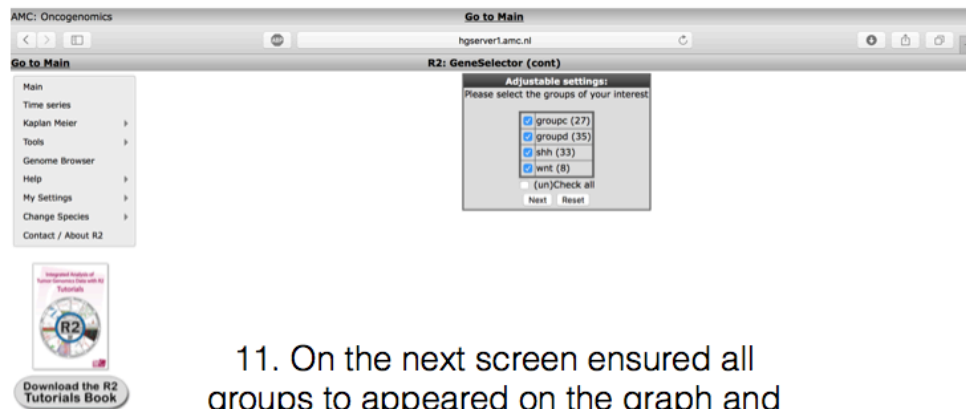 AMC: Oncogenomics
Go to Main
ABP
hgserver1.amc.nl
Go to Main
R2: GeneSelector (cont)
Main
Time series
Kaplan Meier
Tools
Genome Browser
Help
My Settings
Change Species
Contact / About R2
Adjustable settings:
Please select the groups of your interest
groupc (27)
groupd (35)
shh (33)
wnt (8)
(un)Check all
Next Reset
Integrated Analysis of
Tumor Genomics Data with R2
Tutorials
R2
Download the R2
Tutorials Book
11. On the next screen ensured all
groups to appeared on the graph and